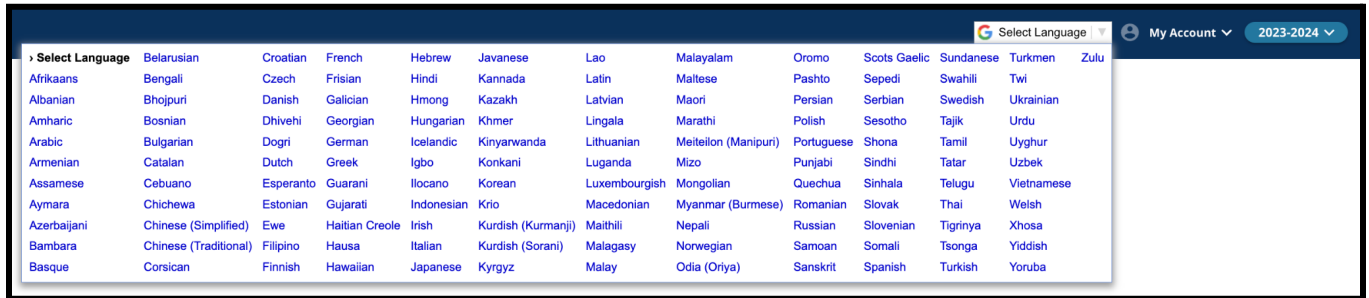 Select Language ▼ My Account 2023-2024
› Select Language Belarusian Croatian French Hebrew Javanese Lao Malayalam Oromo Scots Gaelic Sundanese Turkmen Zulu
Afrikaans Bengali Czech Frisian Hindi Kannada Latin Maltese Pashto Sepedi Swahili Twi
Albanian Bhojpuri Danish Galician Hmong Kazakh Latvian Maori Persian Serbian Swedish Ukrainian
Amharic Bosnian Dhivehi Georgian Hungarian Khmer Lingala Marathi Polish Sesotho Tajik Urdu
Arabic Bulgarian Dogri German Icelandic Kinyarwanda Lithuanian Meiteilon (Manipuri) Portuguese Shona Tamil Uyghur
Armenian Catalan Dutch Greek Igbo Konkani Luganda Mizo Punjabi Sindhi Tatar Uzbek
Assamese Cebuano Esperanto Guarani Ilocano Korean Luxembourgish Mongolian Quechua Sinhala Telugu Vietnamese
Aymara Chichewa Estonian Gujarati Indonesian Krio Macedonian Myanmar (Burmese) Romanian Slovak Thai Welsh
Azerbaijani Chinese (Simplified) Ewe Haitian Creole Irish Kurdish (Kurmanji) Maithili Nepali Russian Slovenian Tigrinya Xhosa
Bambara Chinese (Traditional) Filipino Hausa Italian Kurdish (Sorani) Malagasy Norwegian Samoan Somali Tsonga Yiddish
Basque Corsican Finnish Hawaiian Japanese Kyrgyz Malay Odia (Oriya) Sanskrit Spanish Turkish Yoruba